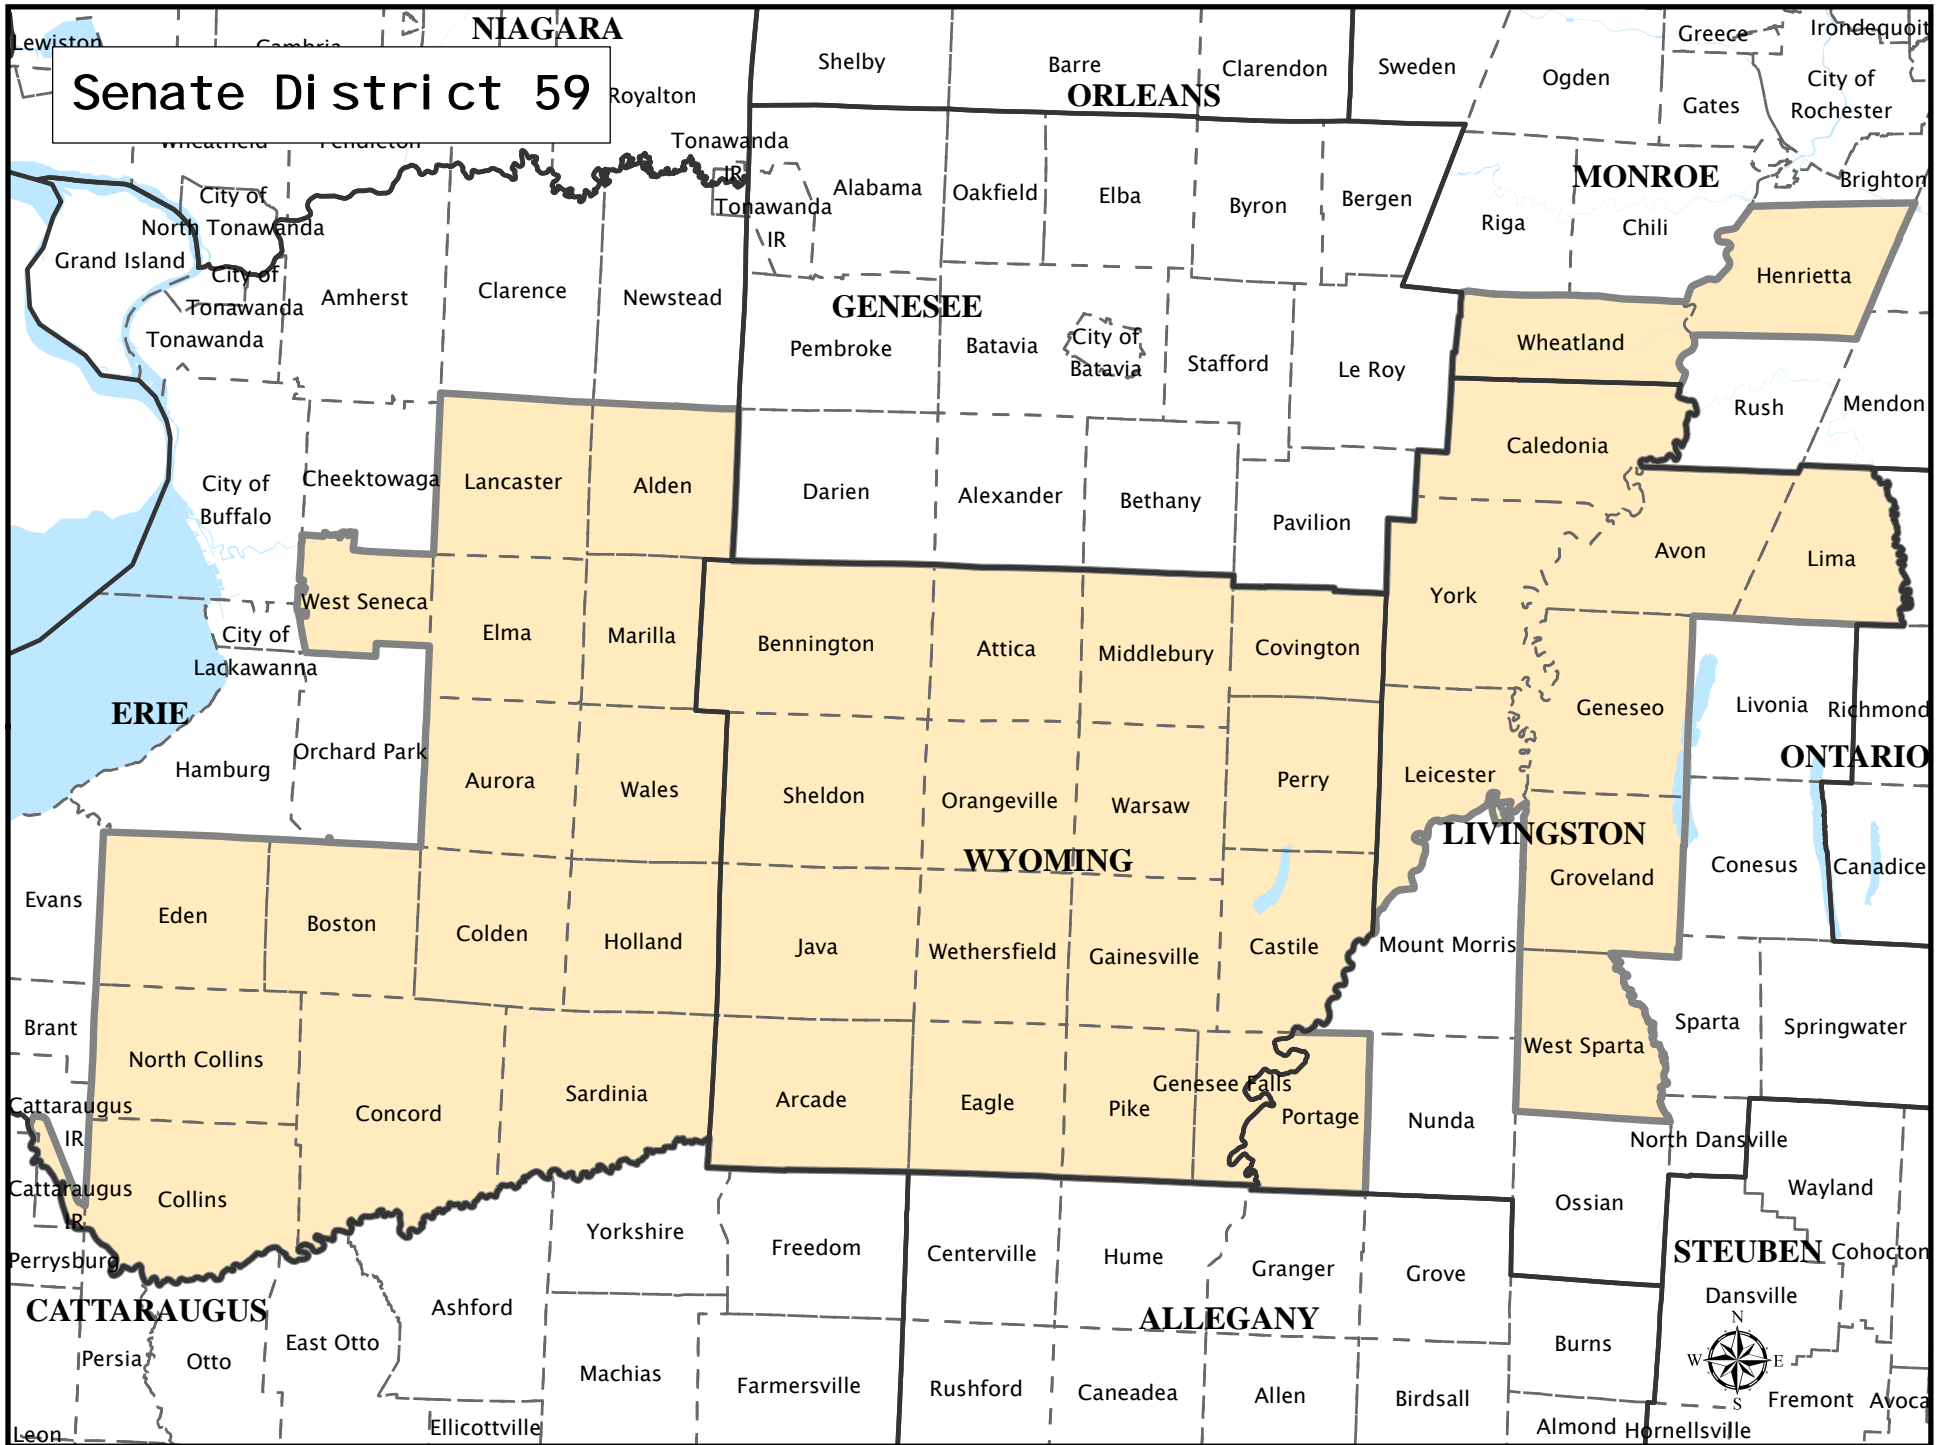 NIAGARA
Lewiston
Cambria
Senate District 59
Royalton
Shelby
Barre
Clarendon
ORLEANS
Sweden
Ogden
Greece
Irondequoit
Gates
City of
Rochester
Wheatfield
Pendleton
Tonawanda
IR
Tonawanda
IR
Alabama
Oakfield
Elba
Byron
Bergen
MONROE
Brighton
Riga
Chili
Henrietta
City of
North Tonawanda
Grand Island
City of
Tonawanda
Tonawanda
Amherst
Clarence
Newstead
GENESEE
Pembroke
Batavia
City of
Batavia
Stafford
Le Roy
Wheatland
Rush
Mendon
Caledonia
City of
Buffalo
Cheektowaga
Lancaster
Alden
Darien
Alexander
Bethany
Pavilion
Avon
Lima
York
West Seneca
City of
Lackawanna
Elma
Marilla
Bennington
Attica
Middlebury
Covington
ERIE
Geneseo
Livonia
Richmond
ONTARIO
Hamburg
Orchard Park
Aurora
Wales
Sheldon
Orangeville
Warsaw
Perry
Leicester
LIVINGSTON
WYOMING
Conesus
Canadice
Groveland
Evans
Eden
Boston
Colden
Holland
Java
Wethersfield
Gainesville
Castile
Mount Morris
Brant
North Collins
Concord
Sardinia
Arcade
Eagle
Pike
Genesee Falls
Portage
Nunda
West Sparta
Sparta
Springwater
Cattaraugus
IR
North Dansville
Cattaraugus
IR
Collins
Wayland
Ossian
Perrysburg
Yorkshire
Freedom
Centerville
Hume
Granger
Grove
STEUBEN
Cohocton
Dansville
CATTARAUGUS
Ashford
ALLEGANY
East Otto
Persia
Otto
Machias
Farmersville
Rushford
Caneadea
Allen
Birdsall
Burns
N
W
E
S
Fremont
Avoca
Leon
Ellicottville
Almond
Hornellsville